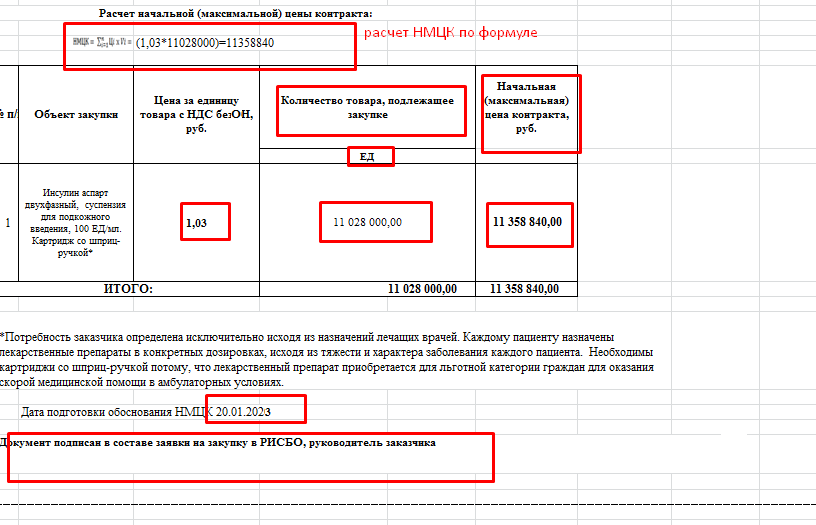 Расчет начальной (максимальной) цены контракта:
расчет НМЦК по формуле
НМЦК = (1,03*11028000)=11358840
№ п/
Объект закупки
Цена за единицу
товара с НДС безОН,
руб.
Количество товара, подлежащее
закупке
ЕД
Начальная
(максимальная)
цена контракта,
руб.
1
Инсулин аспарт
двухфазный, суспензия
для подкожного
введения, 100 ЕД/мл.
Картридж со шприц-
ручкой*
1,03
11 028 000,00
11 358 840,00
ИТОГО:
11 028 000,00
11 358 840,00
*Потребность заказчика определена исключительно исходя из назначений лечащих врачей. Каждому пациенту назначены
лекарственные препараты в конкретных дозировках, исходя из тяжести и характера заболевания каждого пациента. Необходимы
картриджи со шприц-ручкой потому, что лекарственный препарат приобретается для льготной категории граждан для оказания
скорой медицинской помощи в амбулаторных условиях.
Дата подготовки обоснования НМЦК 20.01.2023
Документ подписан в составе заявки на закупку в РИСБО, руководитель заказчика